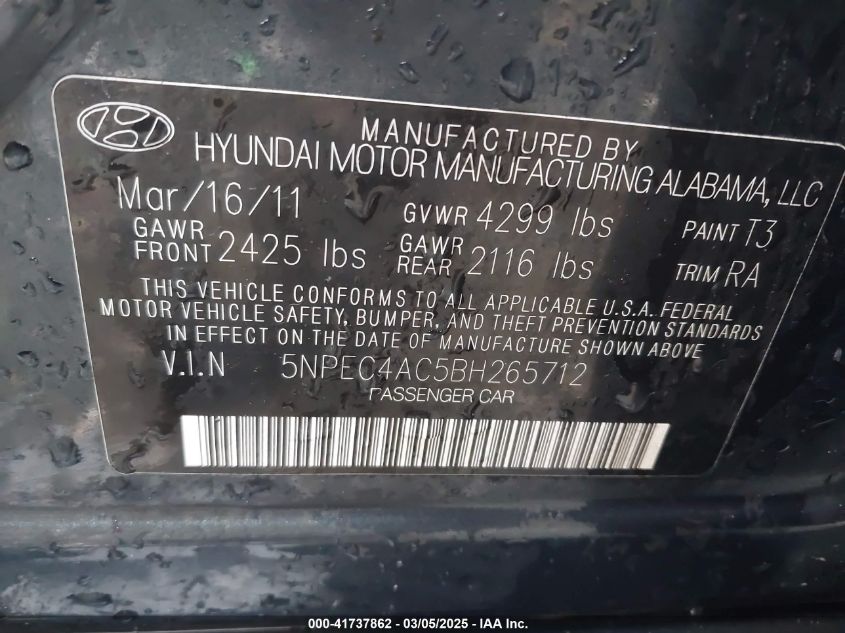 MANUFACTURED BY
HYUNDAI MOTOR MANUFACTURING ALABAMA, LLC
Mar/16/11 GVWR 4299 lbs PAINT T3
GAWR FRONT 2425 lbs GAWR REAR 2116 lbs TRIM RA
THIS VEHICLE CONFORMS TO ALL APPLICABLE U.S.A. FEDERAL
MOTOR VEHICLE SAFETY, BUMPER, AND THEFT PREVENTION STANDARDS
IN EFFECT ON THE DATE OF MANUFACTURE SHOWN ABOVE
V.I.N 5NPEC4AC5BH265712
PASSENGER CAR
000-41737862 - 03/05/2025 - IAA Inc.